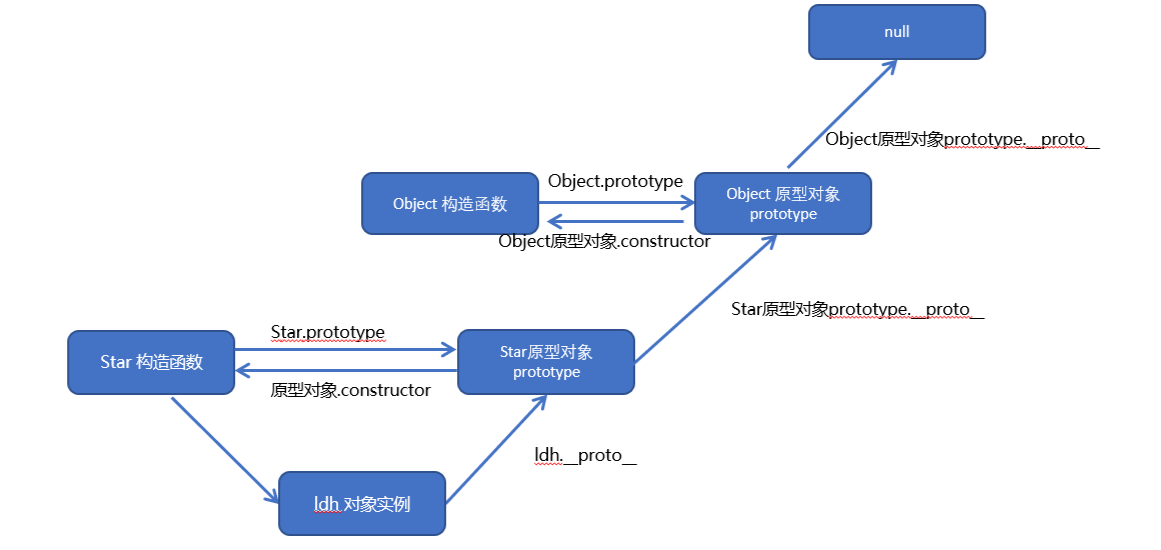 null
Object原型对象prototype.__proto__
Object.prototype
Object 构造函数
Object 原型对象
prototype
Object原型对象.constructor
Star原型对象prototype.__proto__
Star.prototype
Star 构造函数
Star原型对象
prototype
原型对象.constructor
ldh.__proto__
ldh 对象实例